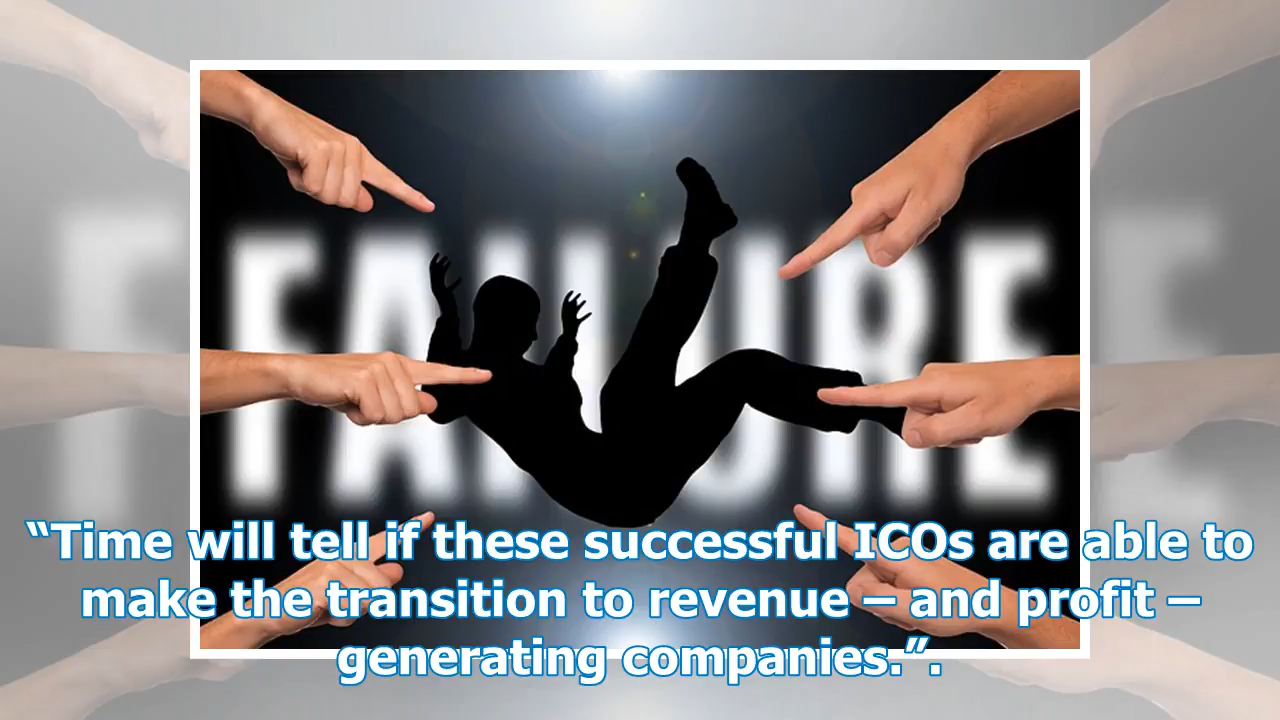 FAILURE
“Time will tell if these successful ICOs are able to
make the transition to revenue – and profit –
generating companies.”.